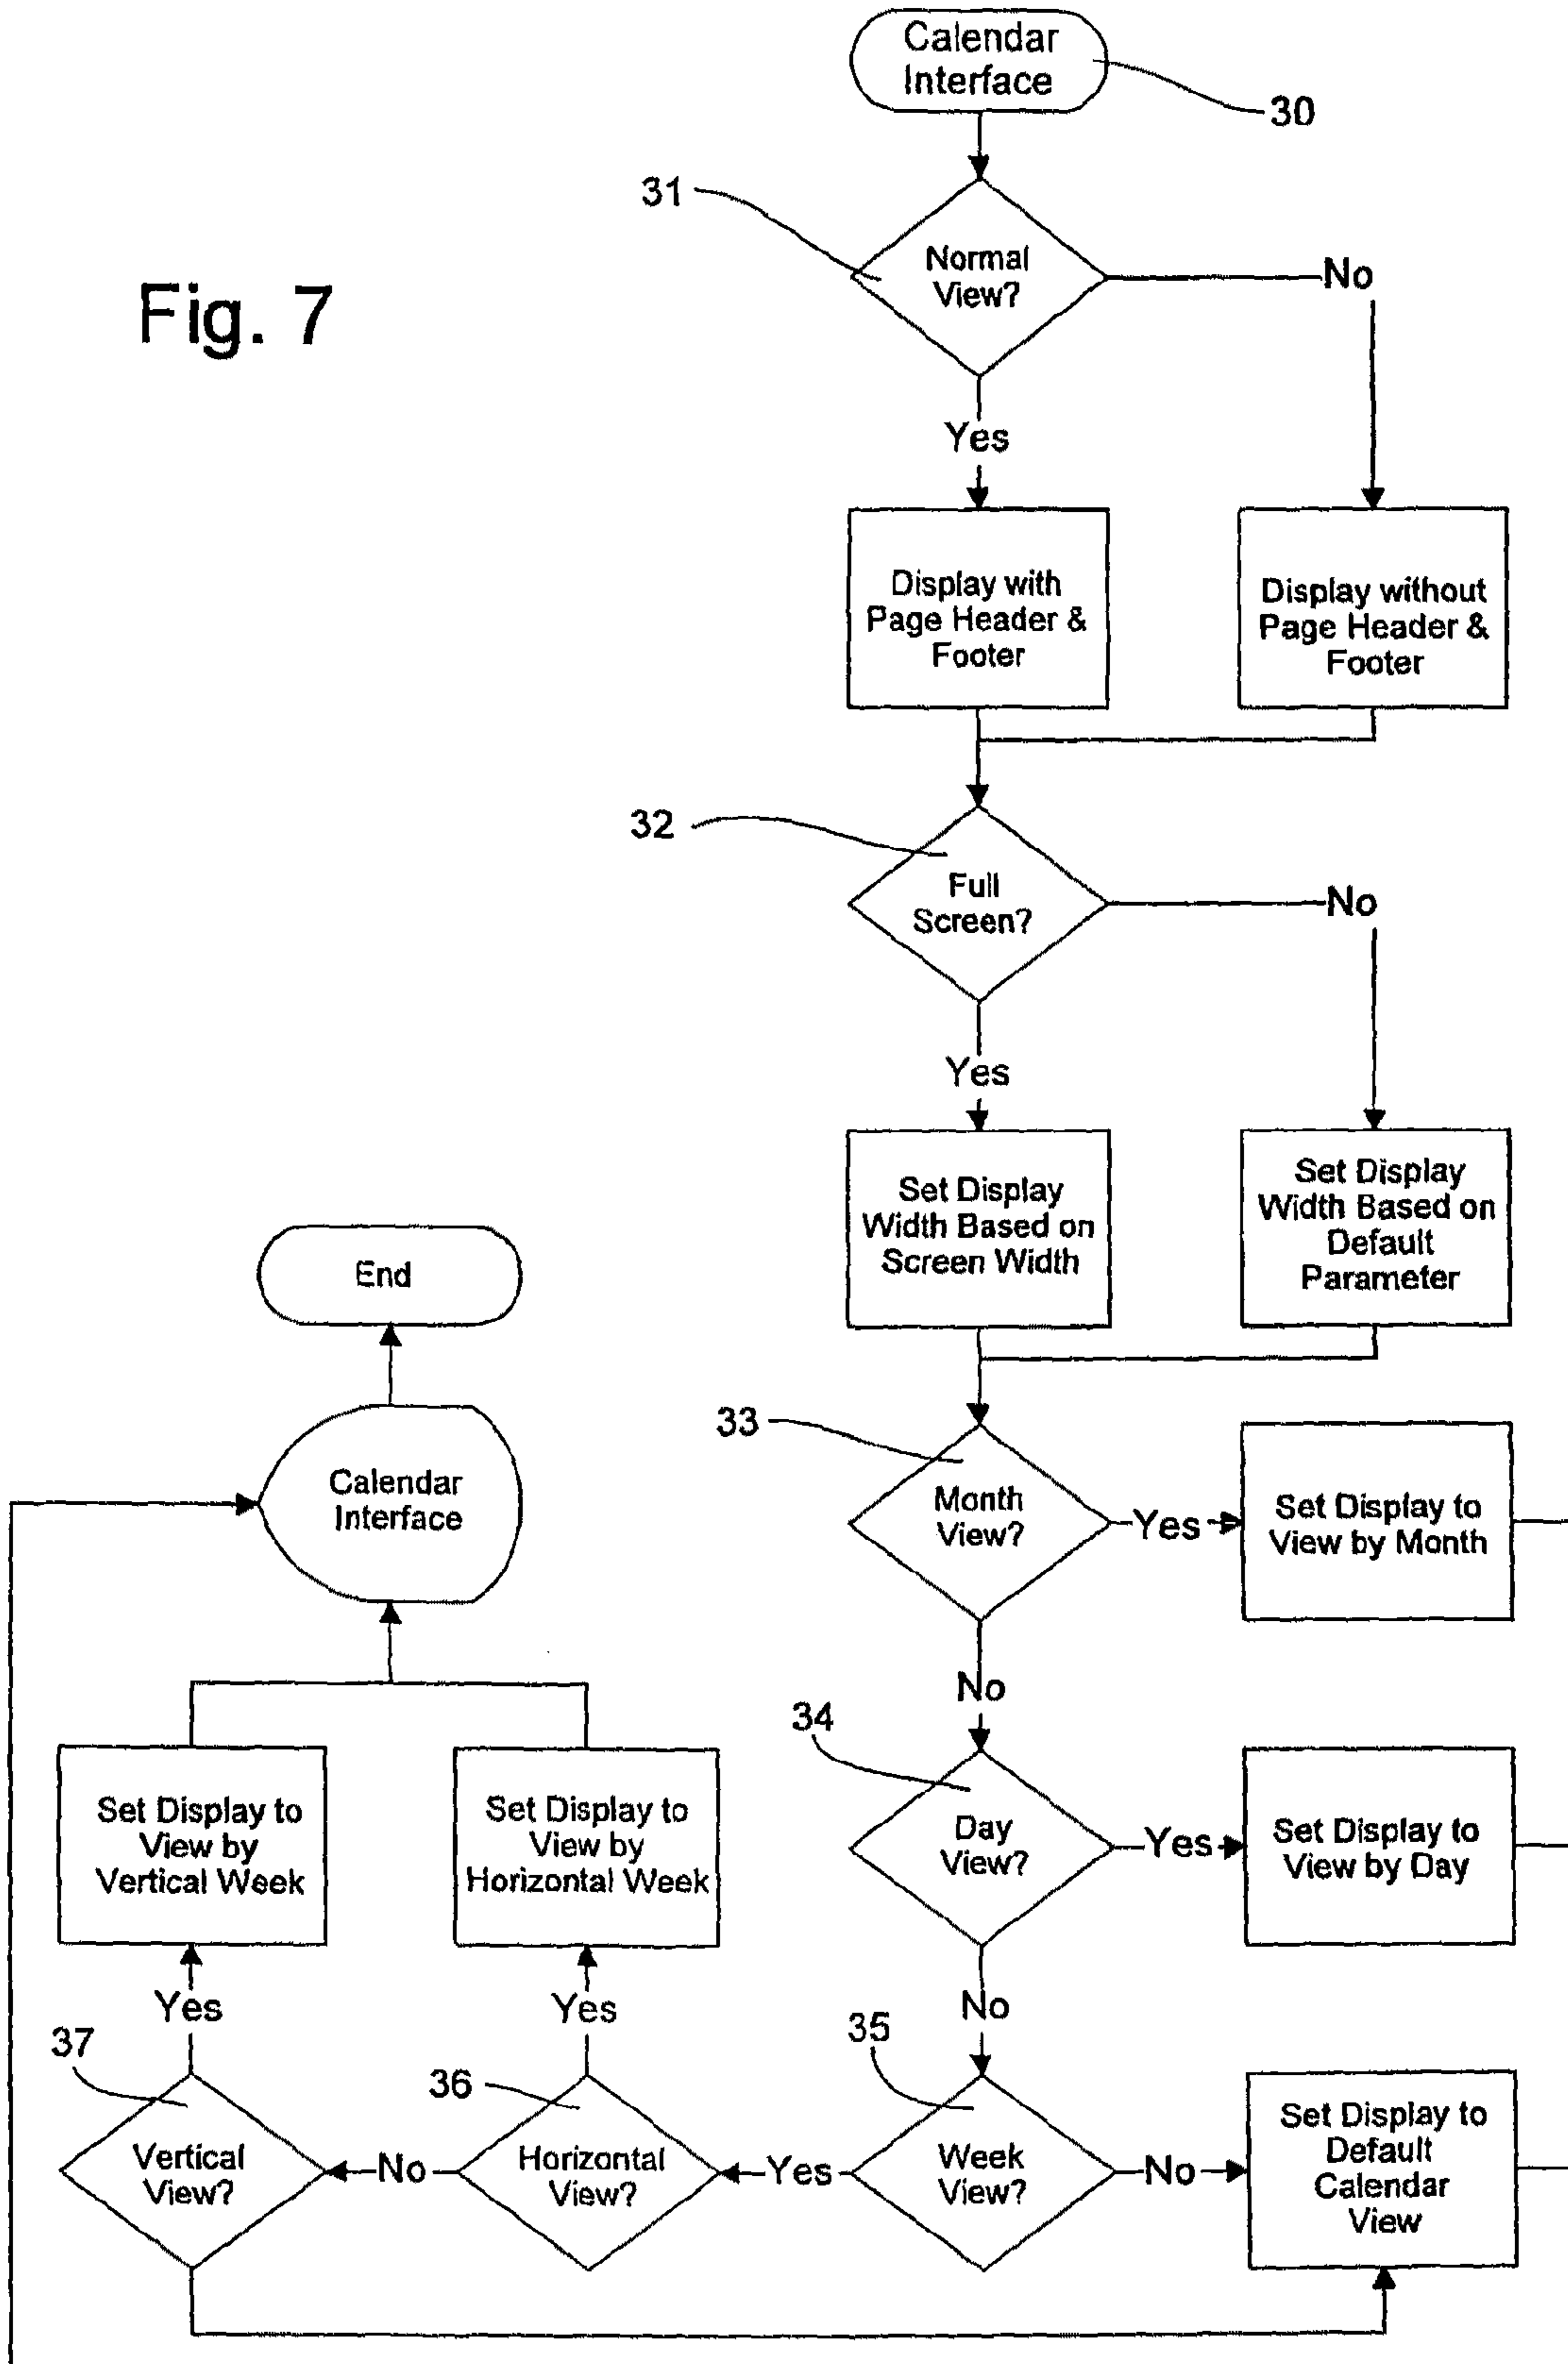 Calendar
Interface
30
31
Normal
View?
No
Fig. 7
Yes
Display with
Page Header &
Footer
Display without
Page Header &
Footer
32
Full
Screen?
No
Yes
Set Display
Width Based on
Screen Width
Set Display
Width Based on
Default
Parameter
End
33
Month
View?
Yes
Set Display to
View by Month
Calendar
Interface
No
34
Day
View?
Yes
Set Display to
View by Day
Set Display to
View by
Vertical Week
Set Display to
View by
Horizontal Week
No
Yes
Yes
37
36
35
Vertical
View?
No
Horizontal
View?
Yes
Week
View?
No
Set Display to
Default
Calendar
View